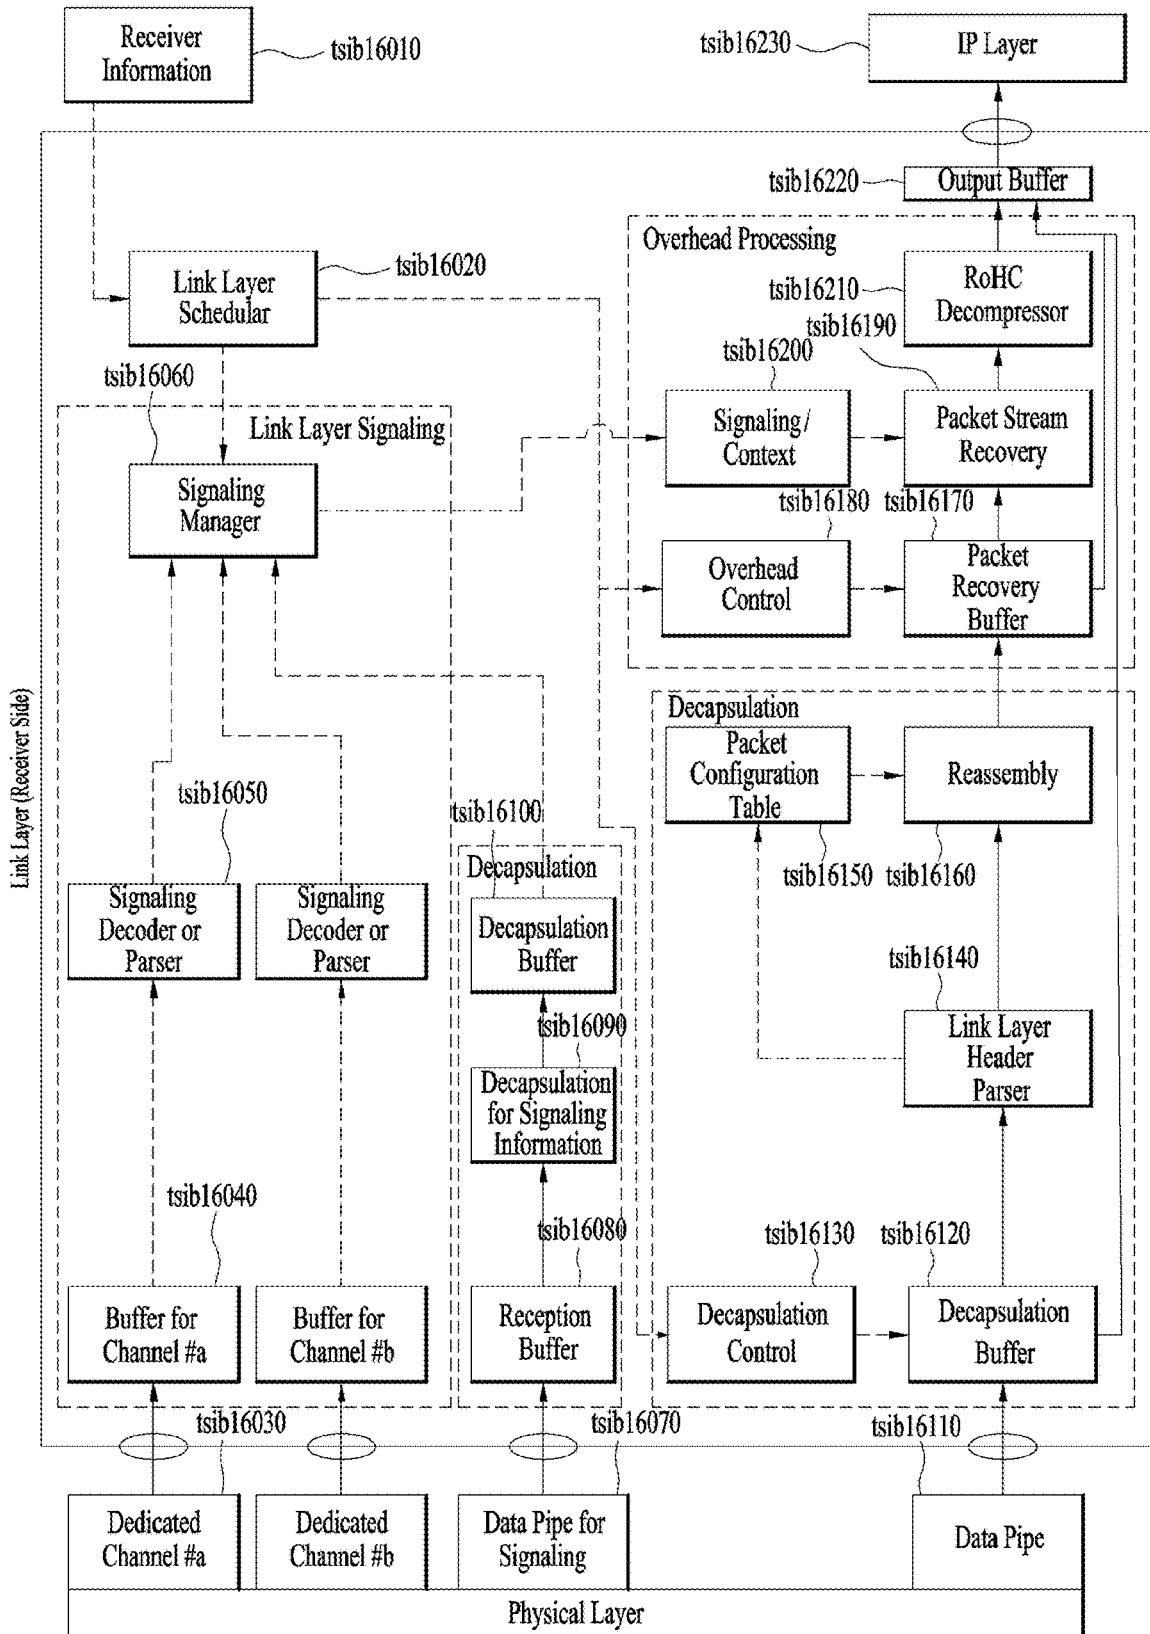 Receiver
Information
tsib16010
tsib16230
IP Layer
tsib16220
Output Buffer
Overhead Processing
Link Layer
Schedular
tsib16020
tsib16210
RoHC
Decompressor
tsib16190
tsib16200
tsib16060
Link Layer Signaling
Signaling /
Context
Packet Stream
Recovery
Signaling
Manager
tsib16180
tsib16170
Overhead
Control
Packet
Recovery
Buffer
Link Layer (Receiver Side)
Decapsulation
Packet
Configuration
Table
Reassembly
tsib16050
tsib16100
tsib16150
tsib16160
Decapsulation
Signaling
Decoder or
Parser
Signaling
Decoder or
Parser
Decapsulation
Buffer
tsib16140
tsib16090
Link Layer
Header
Parser
Decapsulation
for Signaling
Information
tsib16040
tsib16080
tsib16130
tsib16120
Buffer for
Channel #a
Buffer for
Channel #b
Reception
Buffer
Decapsulation
Control
Decapsulation
Buffer
tsib16030
tsib16070
tsib16110
Dedicated
Channel #a
Dedicated
Channel #b
Data Pipe for
Signaling
Data Pipe
Physical Layer